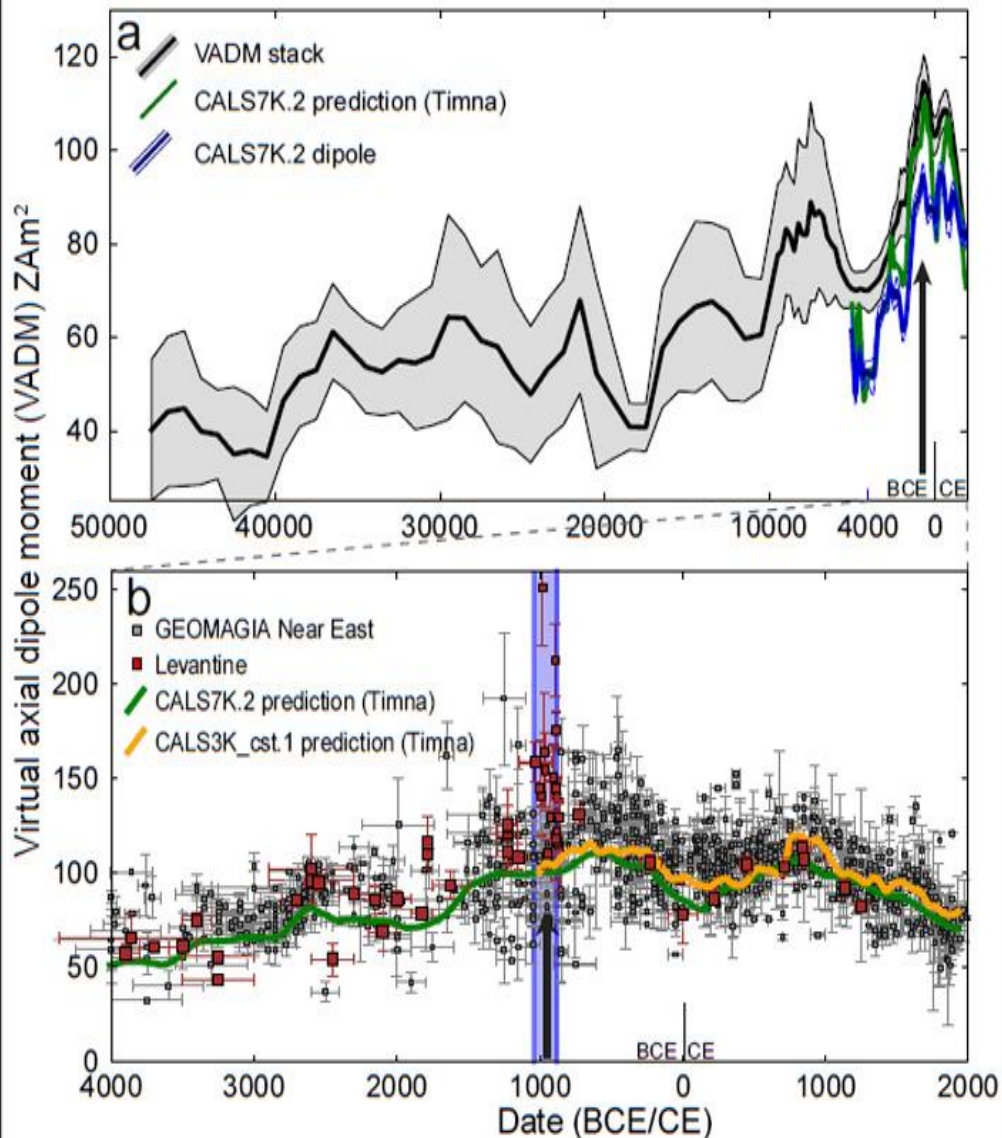 a
VADM stack
CALS7K.2 prediction (Timna)
CALS7K.2 dipole
120
100
80
60
40
BCE CE
50000 40000 30000 20000 10000 4000 0
Virtual axial dipole moment (VADM) ZAm²
b
GEOMAGIA Near East
Levantine
CALS7K.2 prediction (Timna)
CALS3K_cst.1 prediction (Timna)
250
200
150
100
50
0
BCE CE
4000 3000 2000 1000 0 1000 2000
Date (BCE/CE)